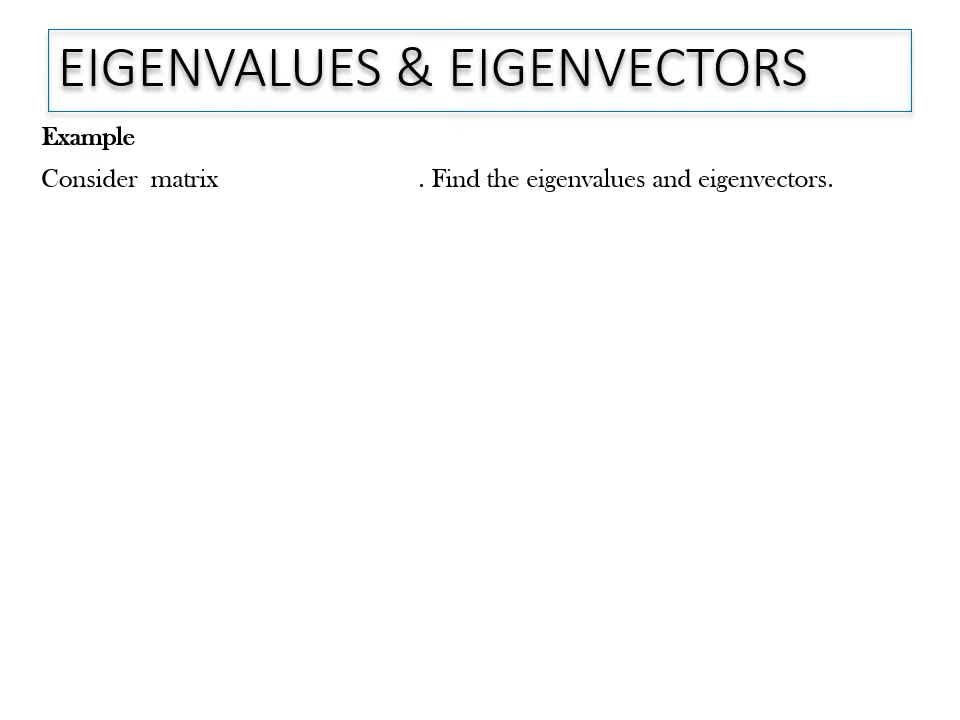 EIGENVALUES & EIGENVECTORS
Example
Consider matrix . Find the eigenvalues and eigenvectors.